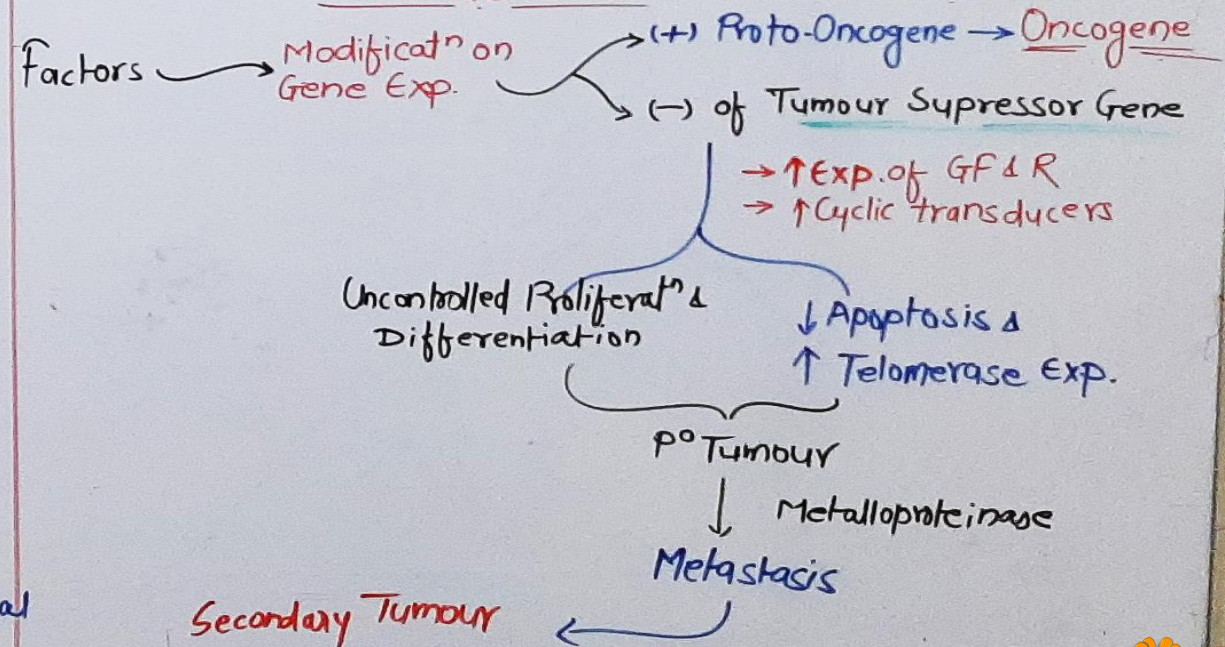 Factors → Modificatⁿ on Gene Exp.
(+) Proto-Oncogene → Oncogene
(-) of Tumour Supressor Gene
→ ↑ Exp. of GF & R
→ ↑ Cyclic transducers
Uncontrolled Proliferatⁿ &
Differentiation
↓ Apoptosis &
↑ Telomerase Exp.
P° Tumour
↓ Metalloproteinase
Metastasis
Secondary Tumour ←
al